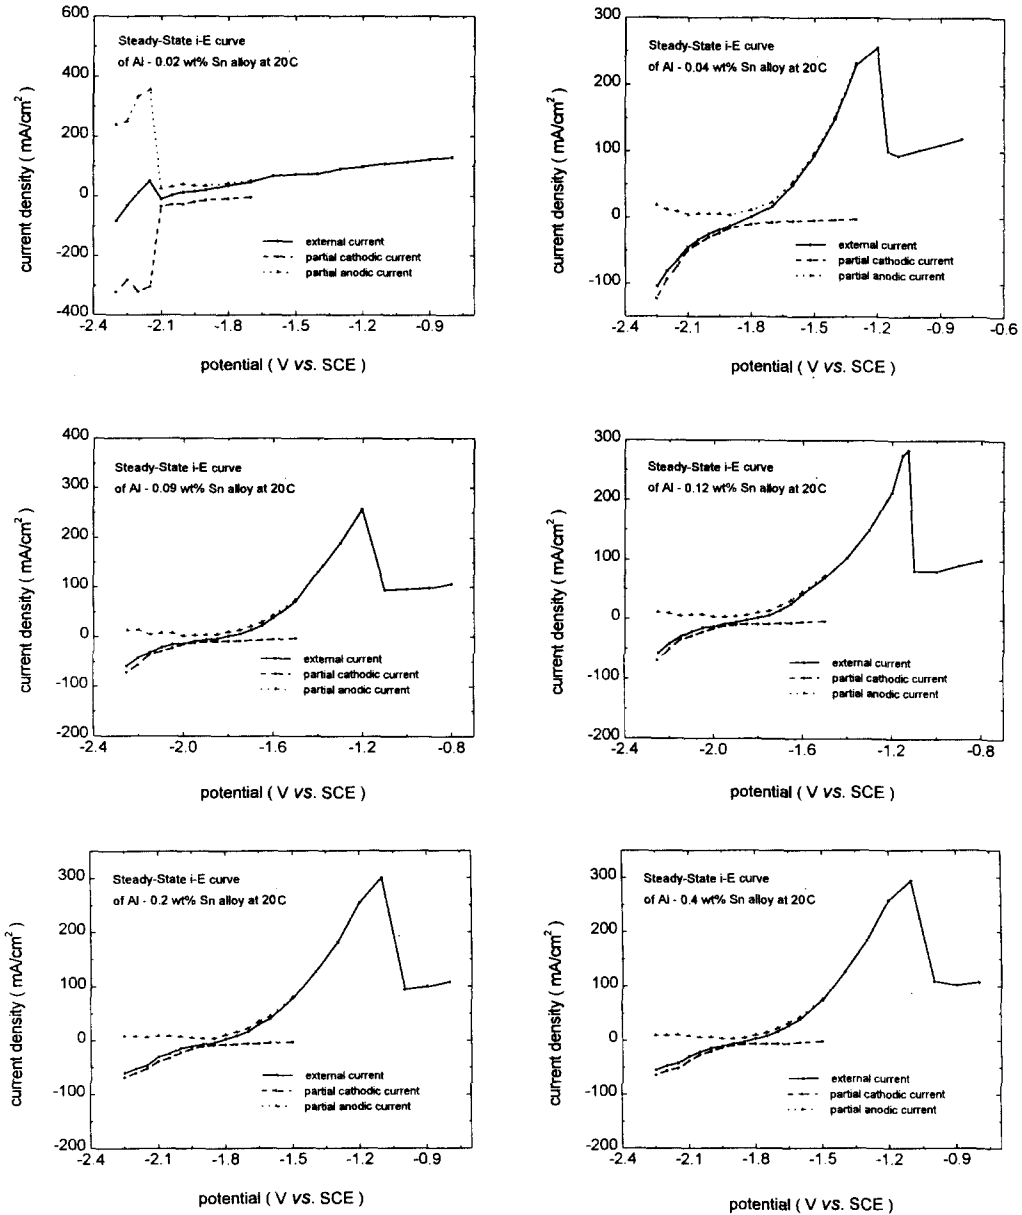 600
400
200
0
-200
-400
-2.4 -2.1 -1.8 -1.5 -1.2 -0.9
current density ( mA/cm2 )
potential ( V vs. SCE )
Steady-State i-E curve
of Al - 0.02 wt% Sn alloy at 20C
external current
partial cathodic current
partial anodic current
300
200
100
0
-100
-2.4 -2.1 -1.8 -1.5 -1.2 -0.9 -0.6
current density ( mA/cm2 )
potential ( V vs. SCE )
Steady-State i-E curve
of Al - 0.04 wt% Sn alloy at 20C
external current
partial cathodic current
partial anodic current
400
300
200
100
0
-100
-200
-2.4 -2.0 -1.6 -1.2 -0.8
current density ( mA/cm2 )
potential ( V vs. SCE )
Steady-State i-E curve
of Al - 0.09 wt% Sn alloy at 20C
external current
partial cathodic current
partial anodic current
300
200
100
0
-100
-200
-2.4 -2.0 -1.6 -1.2 -0.8
current density ( mA/cm2 )
potential ( V vs. SCE )
Steady-State i-E curve
of Al - 0.12 wt% Sn alloy at 20C
external current
partial cathodic current
partial anodic current
300
200
100
0
-100
-200
-2.4 -2.1 -1.8 -1.5 -1.2 -0.9
current density ( mA/cm2 )
potential ( V vs. SCE )
Steady-State i-E curve
of Al - 0.2 wt% Sn alloy at 20C
external current
partial cathodic current
partial anodic current
300
200
100
0
-100
-200
-2.4 -2.1 -1.8 -1.5 -1.2 -0.9
current density ( mA/cm2 )
potential ( V vs. SCE )
Steady-State i-E curve
of Al - 0.4 wt% Sn alloy at 20C
external current
partial cathodic current
partial anodic current